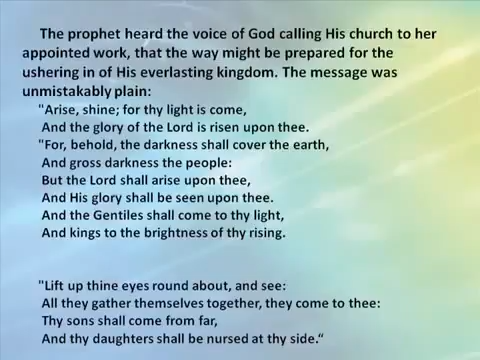 The prophet heard the voice of God calling His church to her
appointed work, that the way might be prepared for the
ushering in of His everlasting kingdom. The message was
unmistakably plain:
"Arise, shine; for thy light is come,
And the glory of the Lord is risen upon thee.
"For, behold, the darkness shall cover the earth,
And gross darkness the people:
But the Lord shall arise upon thee,
And His glory shall be seen upon thee.
And the Gentiles shall come to thy light,
And kings to the brightness of thy rising.
"Lift up thine eyes round about, and see:
All they gather themselves together, they come to thee:
Thy sons shall come from far,
And thy daughters shall be nursed at thy side.“